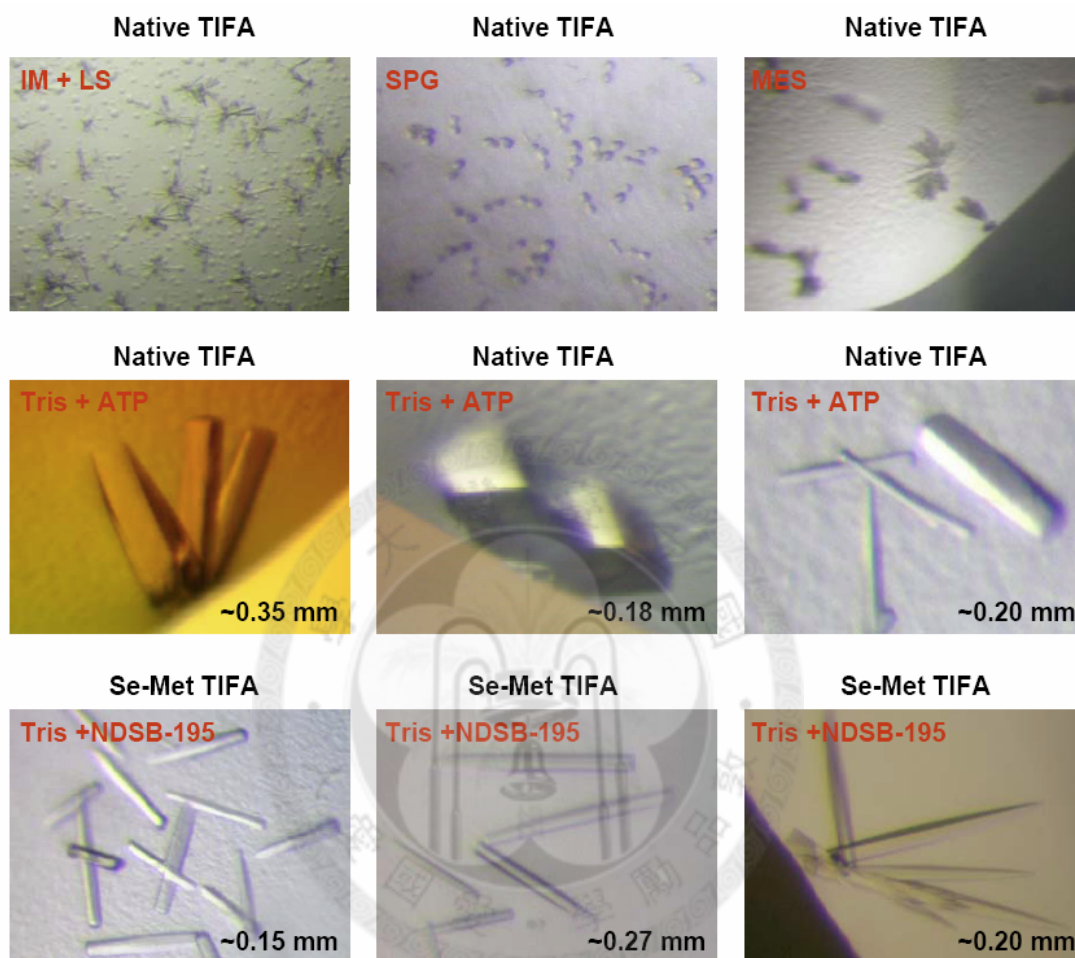 Native TIFA
Native TIFA
Native TIFA
IM + LS
SPG
MES
Native TIFA
Native TIFA
Native TIFA
Tris + ATP
Tris + ATP
Tris + ATP
~0.35 mm
~0.18 mm
~0.20 mm
Se-Met TIFA
Se-Met TIFA
Se-Met TIFA
Tris +NDSB-195
Tris +NDSB-195
Tris +NDSB-195
~0.15 mm
~0.27 mm
~0.20 mm